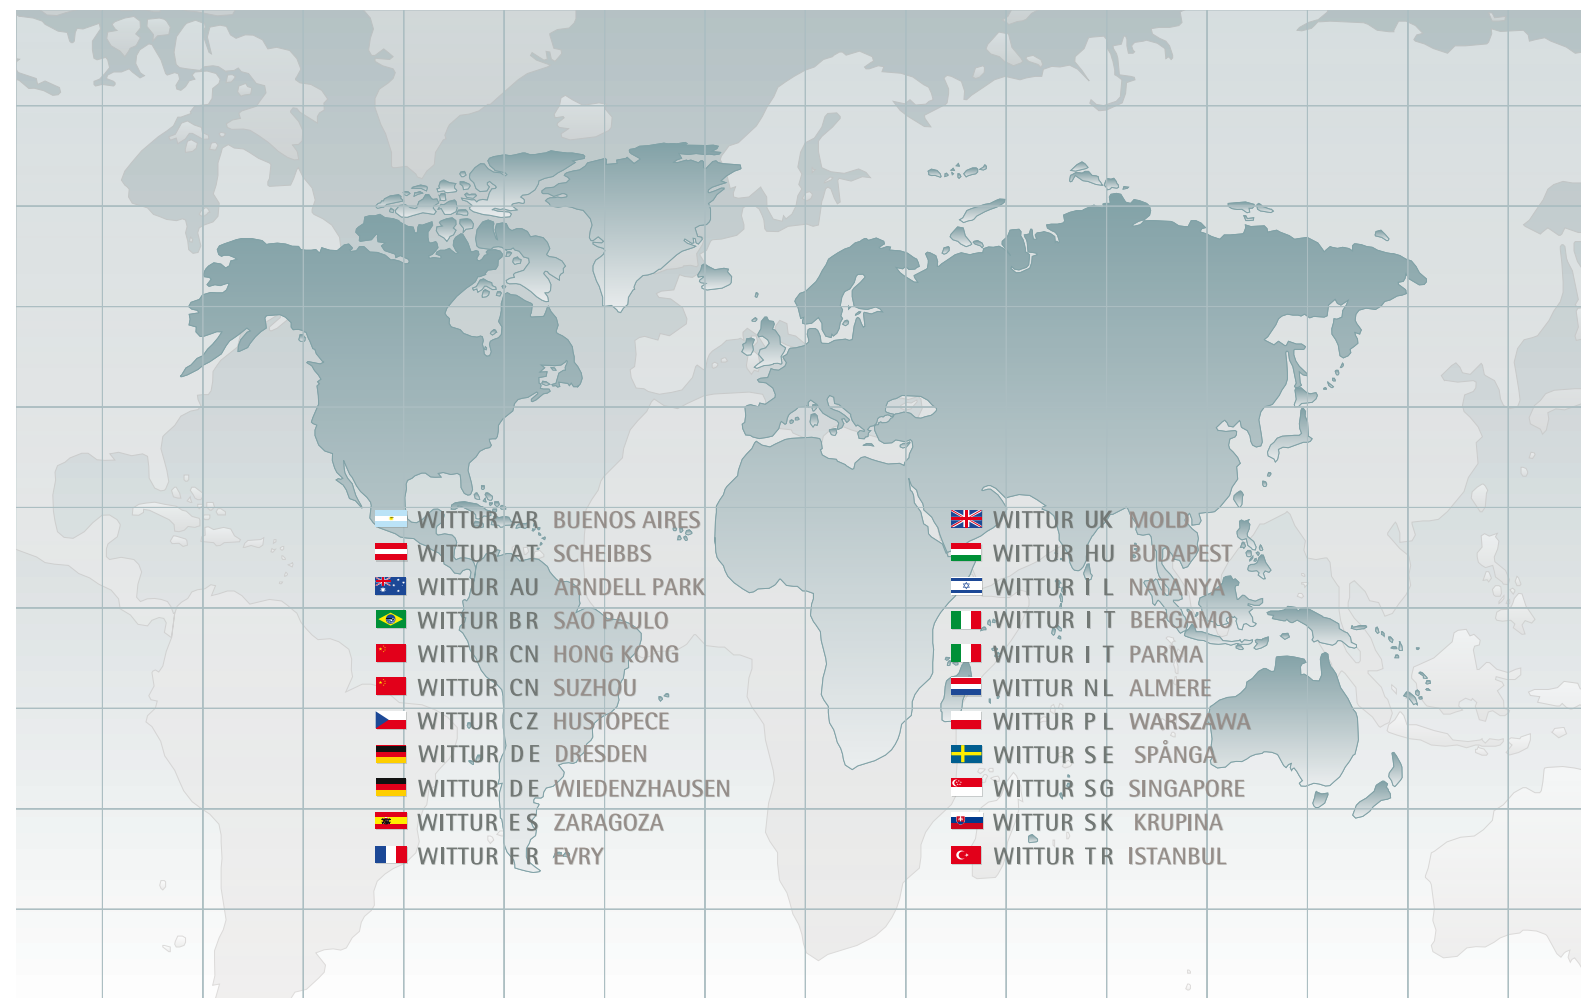 WITTUR AR BUENOS AIRES
WITTUR AT SCHEIBBS
WITTUR AU ARNDELL PARK
WITTUR BR SAO PAULO
WITTUR CN HONG KONG
WITTUR CN SUZHOU
WITTUR CZ HUSTOPECE
WITTUR DE DRESDEN
WITTUR DE WIEDENZHAUSEN
WITTUR ES ZARAGOZA
WITTUR FR EVRY
WITTUR UK MOLD
WITTUR HU BUDAPEST
WITTUR IL NATANYA
WITTUR IT BERGAMO
WITTUR IT PARMA
WITTUR NL ALMERE
WITTUR PL WARSZAWA
WITTUR SE SPÅNGA
WITTUR SG SINGAPORE
WITTUR SK KRUPINA
WITTUR TR ISTANBUL